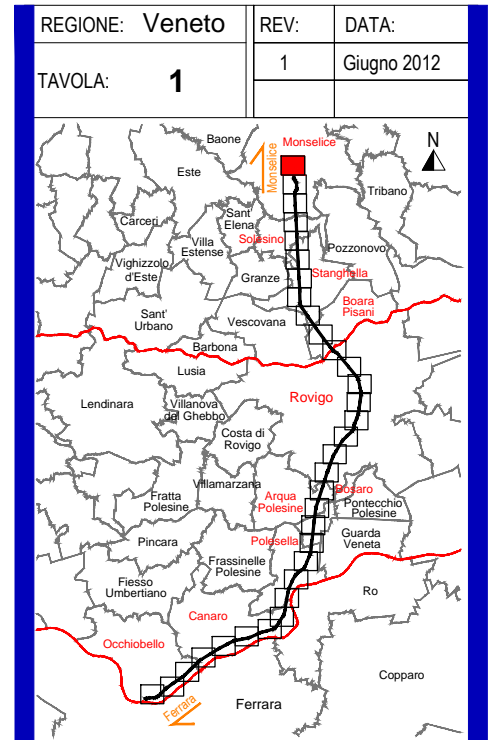 REGIONE: Veneto
REV:
DATA:
TAVOLA: 1
1
Giugno 2012
Baone
Monselice
N
Monselice
Este
Tribano
Sant'
Elena
Carceri
Villa
Estense
Solesino
Pozzonovo
Vighizzolo
d'Este
Granze
Stanghella
Boara
Pisani
Sant'
Urbano
Vescovana
Barbona
Lusia
Rovigo
Lendinara
Villanova
del Ghebbo
Costa di
Rovigo
Villamarzana
Fratta
Polesine
Arqua
Polesine
Bosaro
Pontecchio
Polesine
Pincara
Polesella
Guarda
Veneta
Frassinelle
Polesine
Fiesso
Umbertiano
Ro
Canaro
Occhiobello
Copparo
Ferrara
Ferrara